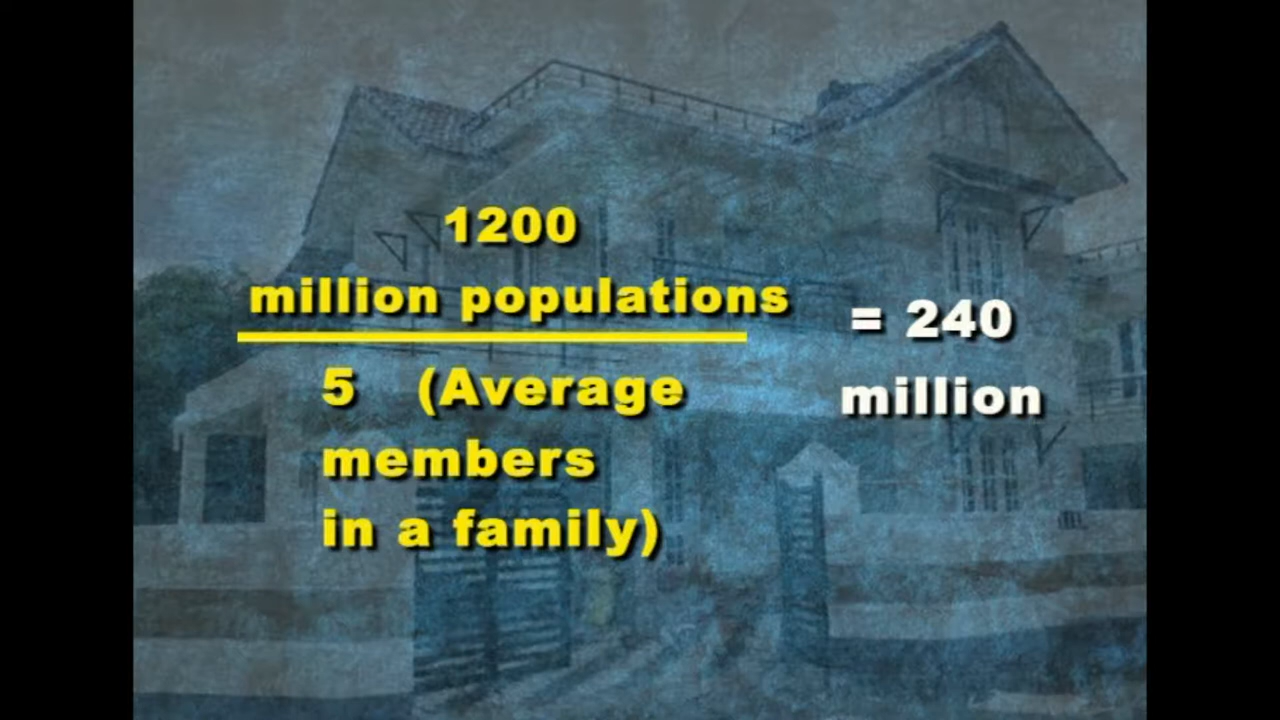 1200
million populations
5 (Average
members
in a family)
= 240
million